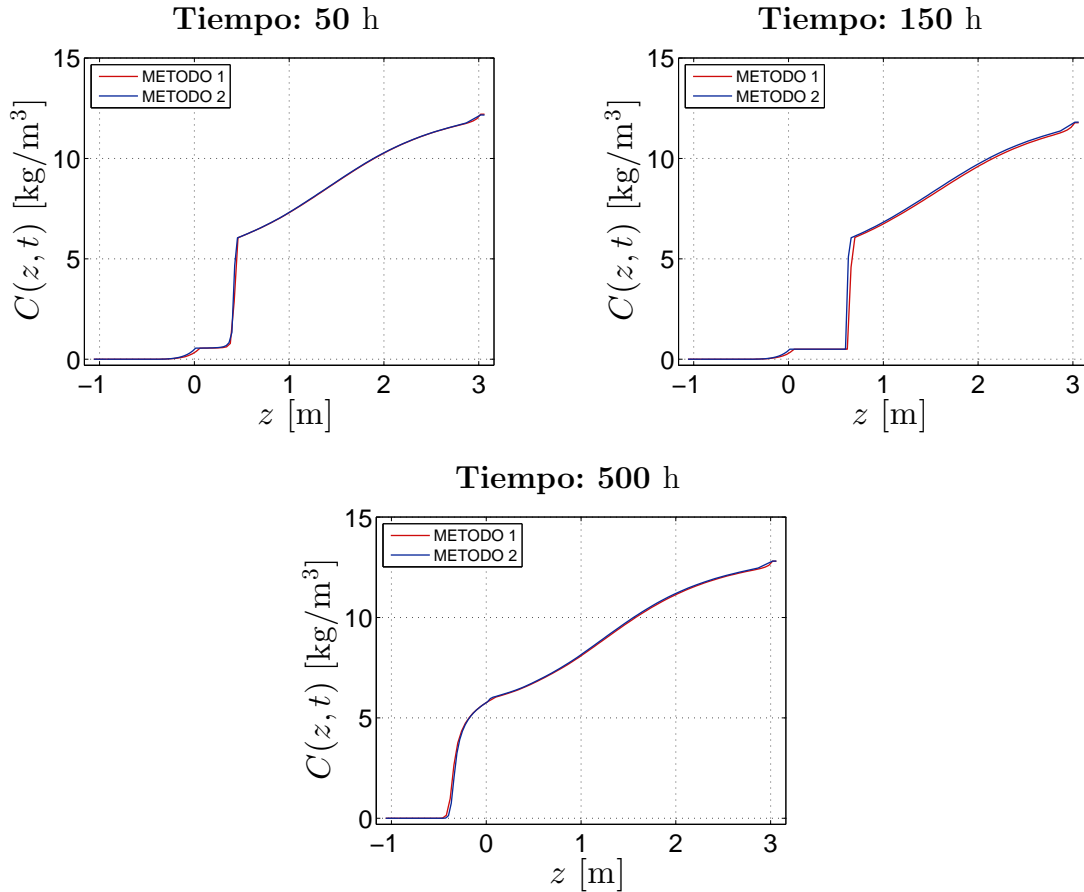 Tiempo: 50 h
15
10
5
0
C(z, t) [kg/m³]
METODO 1
METODO 2
−1
0
1
2
3
z [m]
Tiempo: 150 h
15
10
5
0
C(z, t) [kg/m³]
METODO 1
METODO 2
−1
0
1
2
3
z [m]
Tiempo: 500 h
15
10
5
0
C(z, t) [kg/m³]
METODO 1
METODO 2
−1
0
1
2
3
z [m]